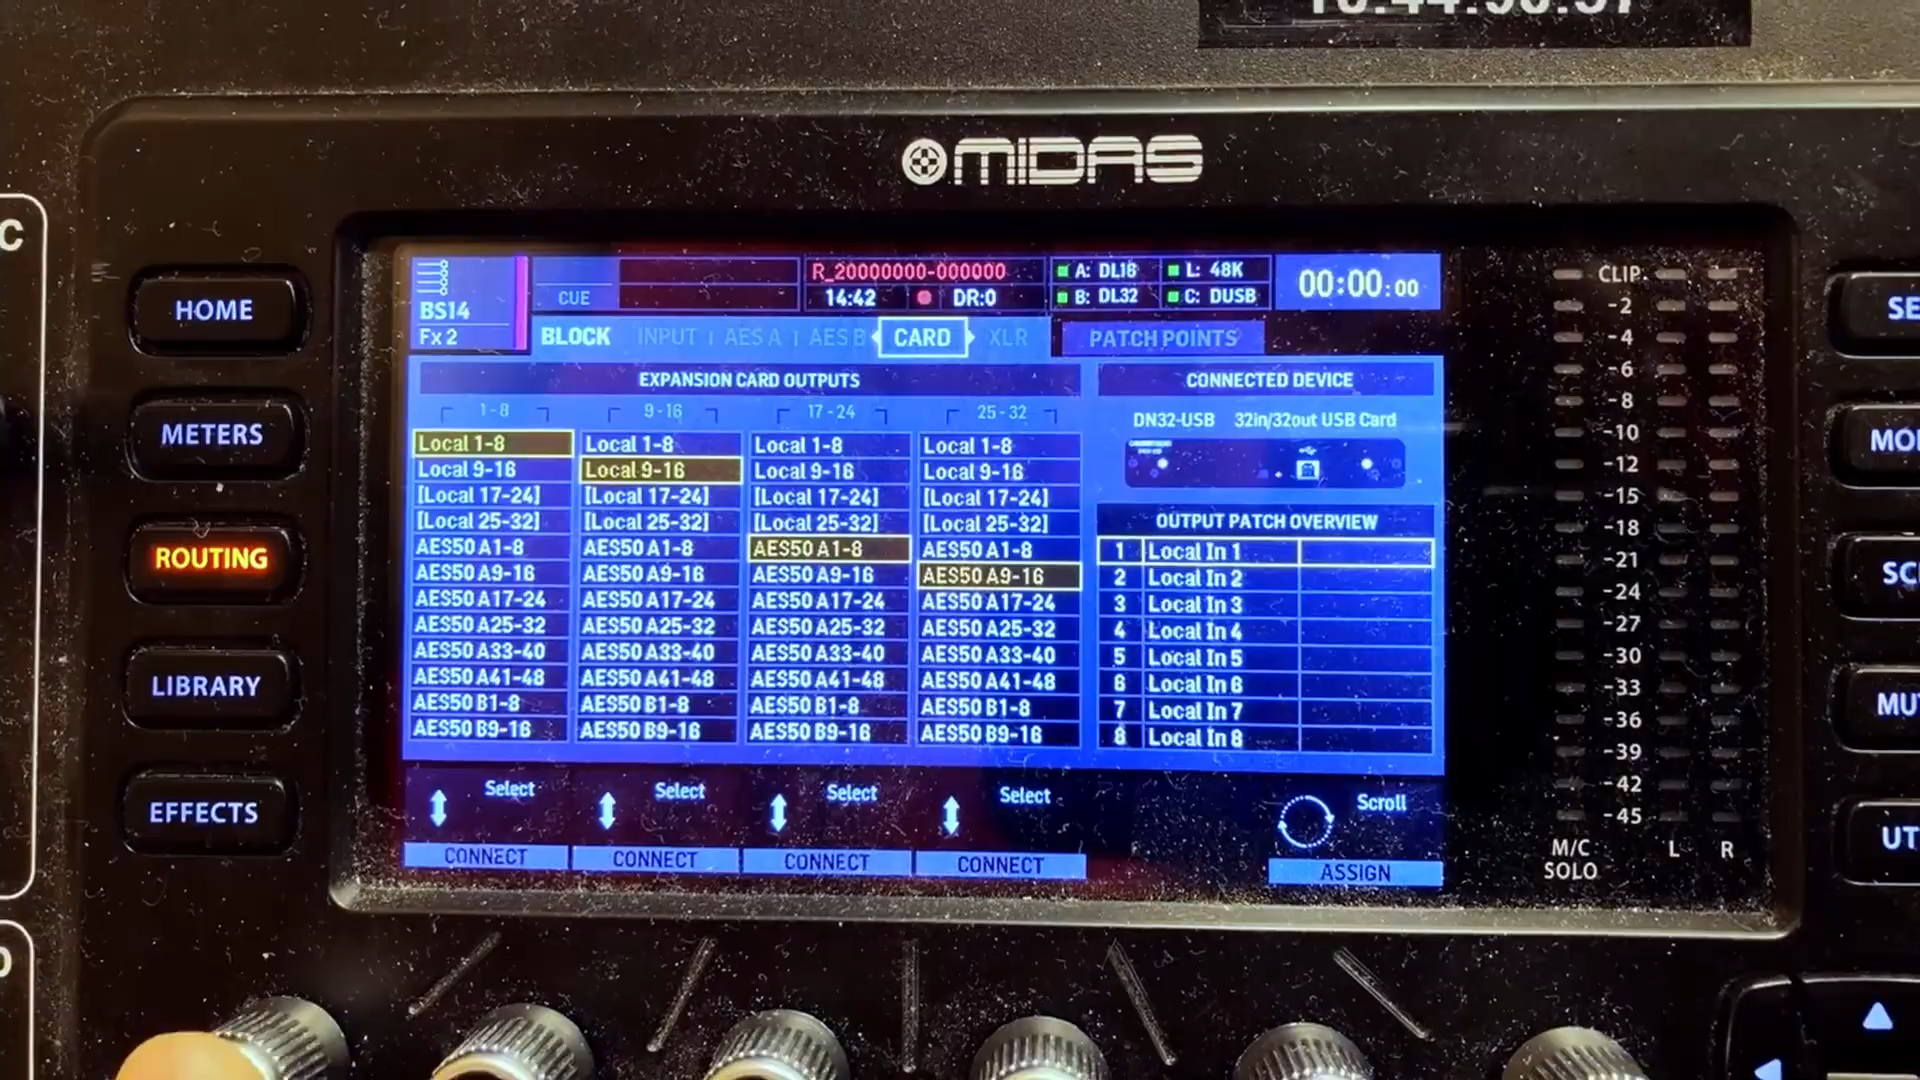 MIDAS
C
HOME
METERS
ROUTING
LIBRARY
EFFECTS
BS14
Fx 2
CUE
R_20000000-000000
14:42 DR:0
A: DL16 L: 48K
B: DL32 C: DUSB
00:00:00
BLOCK INPUT AES A AES B CARD XLR PATCH POINTS
EXPANSION CARD OUTPUTS
1-8 9-16 17-24 25-32
Local 1-8 Local 1-8 Local 1-8 Local 1-8
Local 9-16 Local 9-16 Local 9-16 Local 9-16
[Local 17-24] [Local 17-24] [Local 17-24] [Local 17-24]
[Local 25-32] [Local 25-32] [Local 25-32] [Local 25-32]
AES50 A1-8 AES50 A1-8 AES50 A1-8 AES50 A1-8
AES50 A9-16 AES50 A9-16 AES50 A9-16 AES50 A9-16
AES50 A17-24 AES50 A17-24 AES50 A17-24 AES50 A17-24
AES50 A25-32 AES50 A25-32 AES50 A25-32 AES50 A25-32
AES50 A33-40 AES50 A33-40 AES50 A33-40 AES50 A33-40
AES50 A41-48 AES50 A41-48 AES50 A41-48 AES50 A41-48
AES50 B1-8 AES50 B1-8 AES50 B1-8 AES50 B1-8
AES50 B9-16 AES50 B9-16 AES50 B9-16 AES50 B9-16
CONNECTED DEVICE
DN32-USB 32in/32out USB Card
OUTPUT PATCH OVERVIEW
1 Local In 1
2 Local In 2
3 Local In 3
4 Local In 4
5 Local In 5
6 Local In 6
7 Local In 7
8 Local In 8
Select Select Select Select Scroll
CONNECT CONNECT CONNECT CONNECT ASSIGN
CLIP
-2
-4
-6
-8
-10
-12
-15
-18
-21
-24
-27
-30
-33
-36
-39
-42
-45
M/C
SOLO
L R
SE
MO
SC
MU
UT